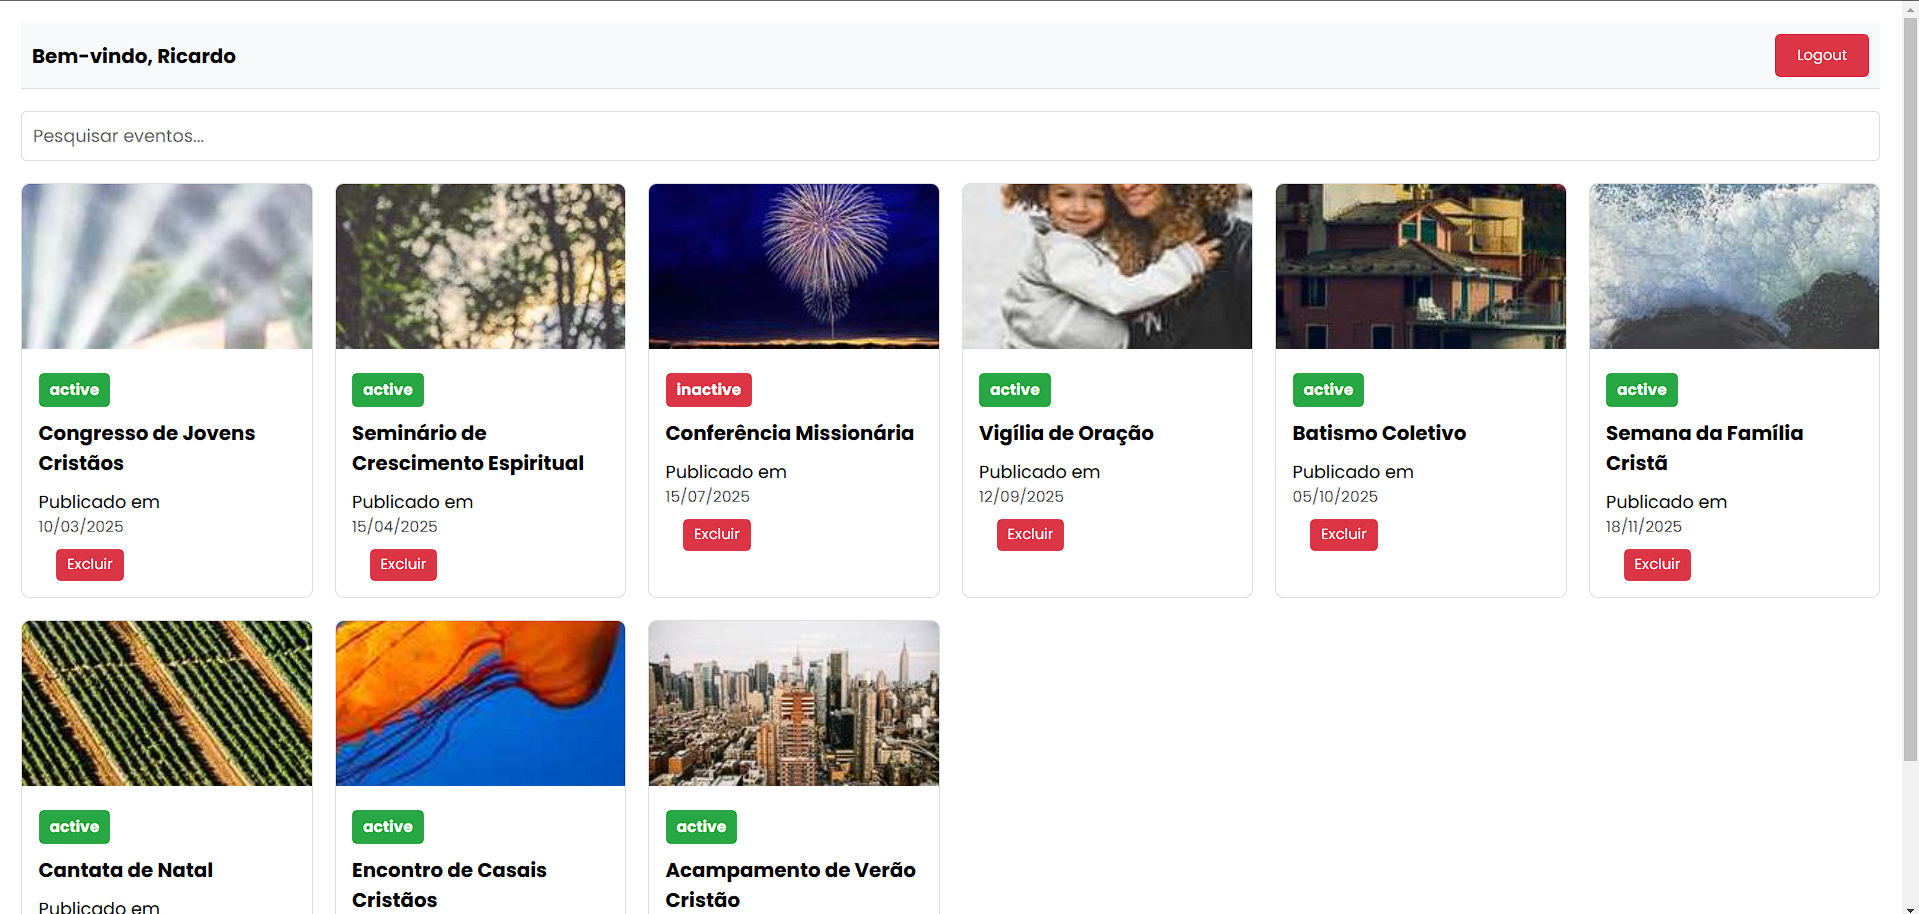 Bem-vindo, Ricardo
Logout
Pesquisar eventos...
active
Congresso de Jovens
Cristãos
Publicado em
10/03/2025
Excluir
active
Seminário de
Crescimento Espiritual
Publicado em
15/04/2025
Excluir
inactive
Conferência Missionária
Publicado em
15/07/2025
Excluir
active
Vigília de Oração
Publicado em
12/09/2025
Excluir
active
Batismo Coletivo
Publicado em
05/10/2025
Excluir
active
Semana da Família
Cristã
Publicado em
18/11/2025
Excluir
active
Cantata de Natal
Publicado em
active
Encontro de Casais
Cristãos
active
Acampamento de Verão
Cristão